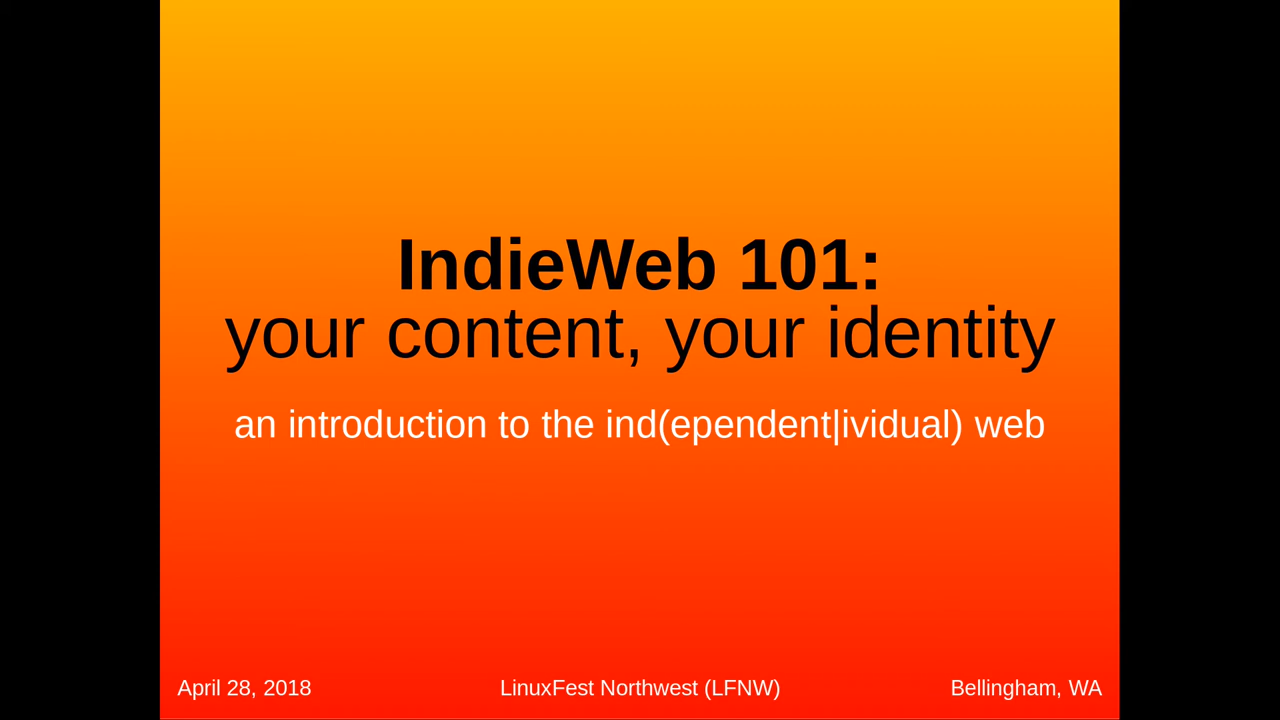 IndieWeb 101:
your content, your identity
an introduction to the ind(ependent|ividual) web
April 28, 2018
LinuxFest Northwest (LFNW)
Bellingham, WA